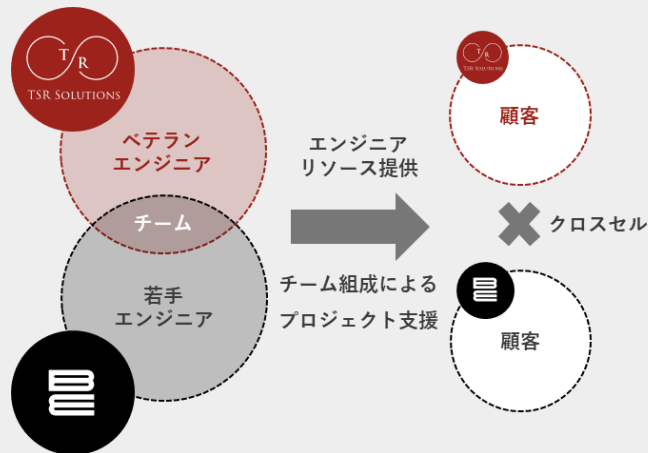 T R
TSR SOLUTIONS
ベテラン
エンジニア
チーム
若手
エンジニア
エンジニア
リソース提供
チーム組成による
プロジェクト支援
T R
TSR SOLUTIONS
顧客
クロスセル
顧客